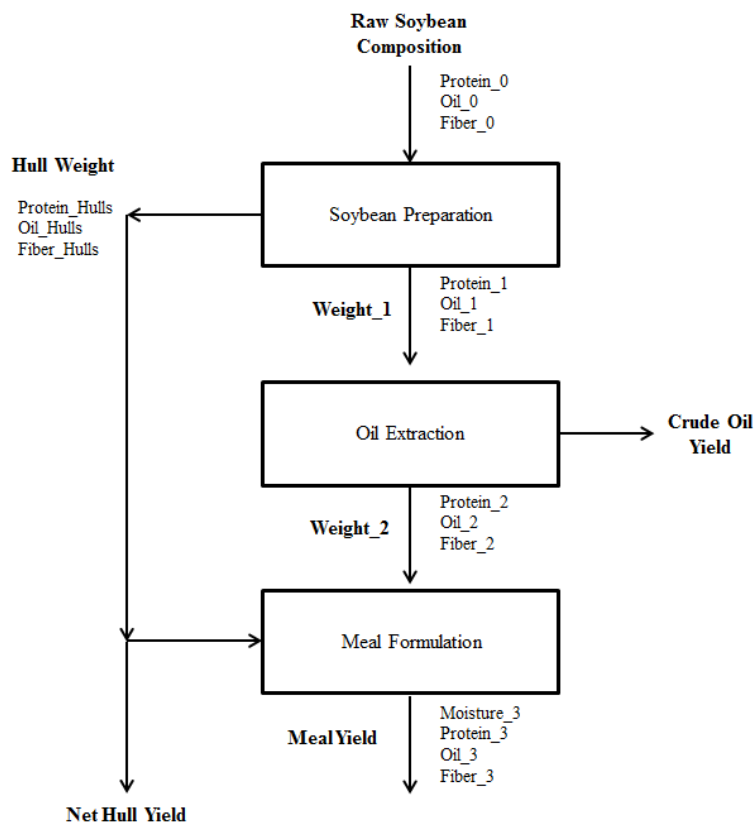 Raw Soybean
Composition
Protein_0
Oil_0
Fiber_0
Hull Weight
Protein_Hulls
Oil_Hulls
Fiber_Hulls
Soybean Preparation
Weight_1
Protein_1
Oil_1
Fiber_1
Oil Extraction
Crude Oil
Yield
Weight_2
Protein_2
Oil_2
Fiber_2
Meal Formulation
Meal Yield
Moisture_3
Protein_3
Oil_3
Fiber_3
Net Hull Yield